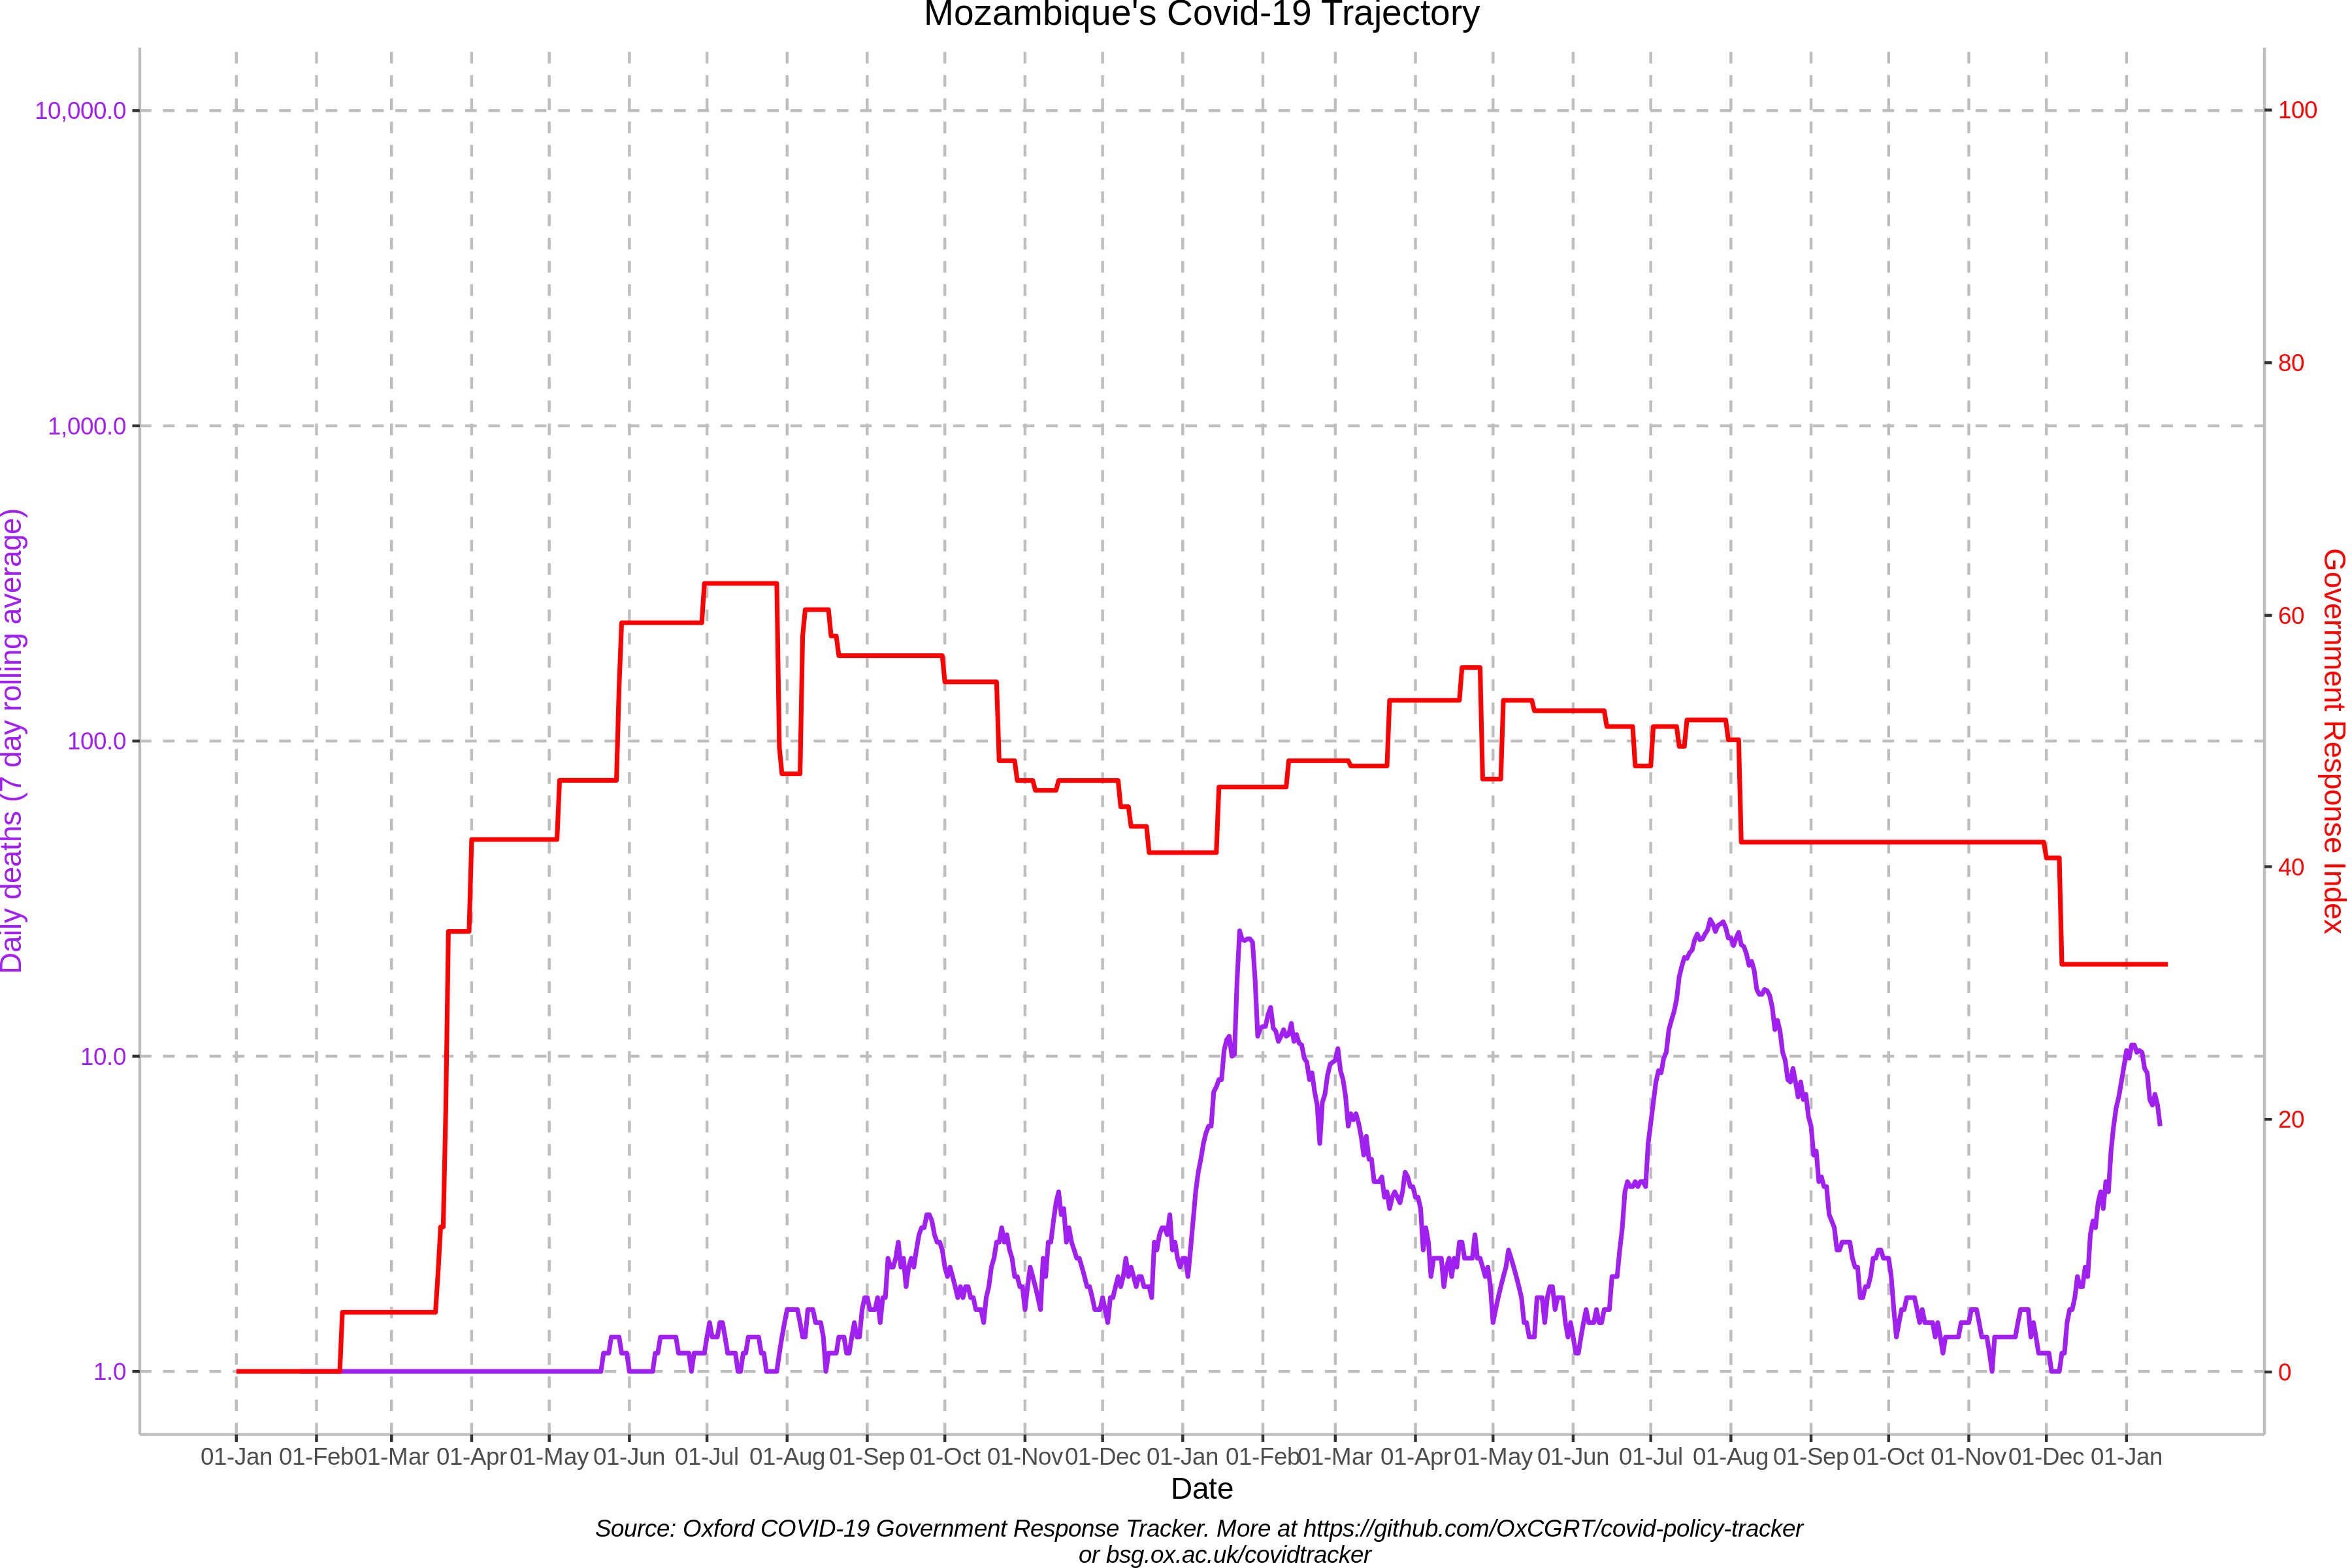 Mozambique's Covid-19 Trajectory
10,000.0
1,000.0
100.0
10.0
1.0
Daily deaths (7 day rolling average)
100
80
60
40
20
0
Government Response Index
01-Jan 01-Feb 01-Mar 01-Apr 01-May 01-Jun 01-Jul 01-Aug 01-Sep 01-Oct 01-Nov 01-Dec 01-Jan 01-Feb 01-Mar 01-Apr 01-May 01-Jun 01-Jul 01-Aug 01-Sep 01-Oct 01-Nov 01-Dec 01-Jan
Date
Source: Oxford COVID-19 Government Response Tracker. More at https://github.com/OxCGRT/covid-policy-tracker
or bsg.ox.ac.uk/covidtracker